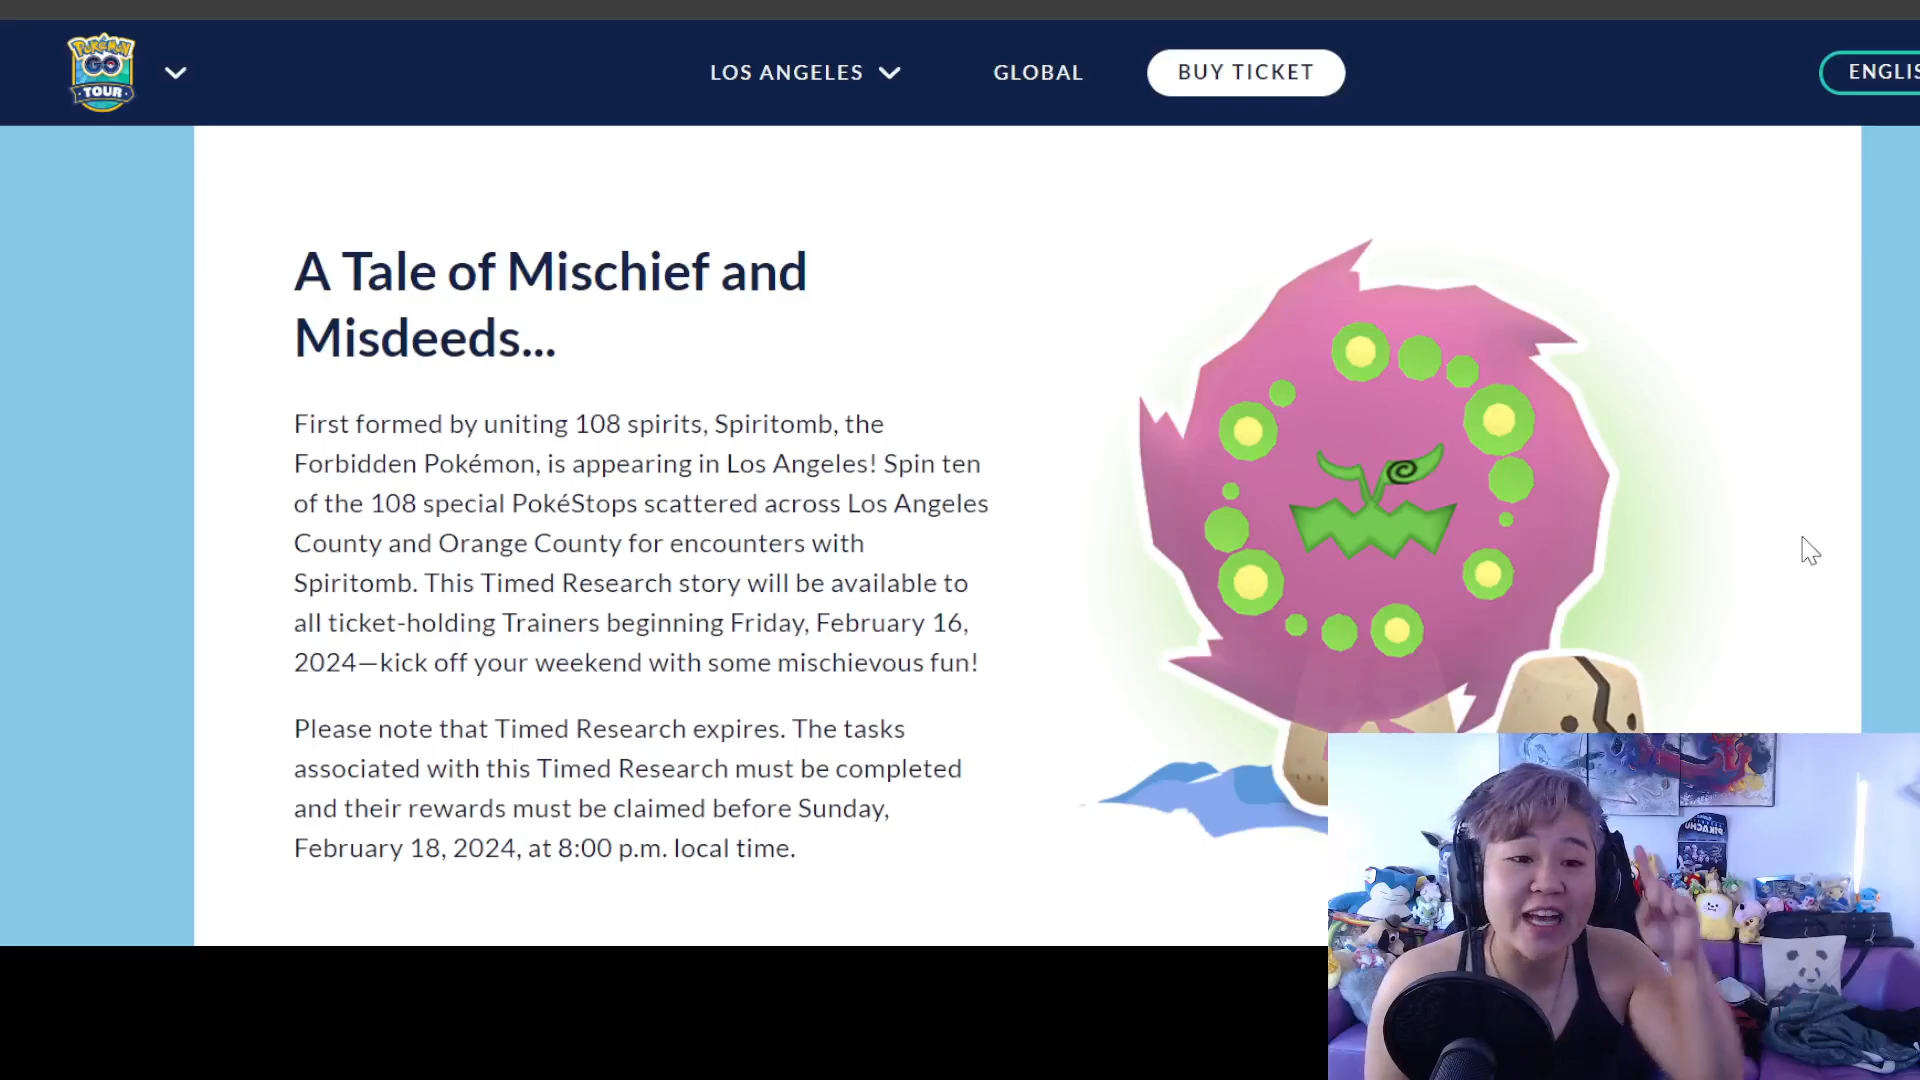 Pokémon
GO
TOUR
LOS ANGELES
GLOBAL
BUY TICKET
ENGLIS
A Tale of Mischief and
Misdeeds...
First formed by uniting 108 spirits, Spiritomb, the
Forbidden Pokémon, is appearing in Los Angeles! Spin ten
of the 108 special PokéStops scattered across Los Angeles
County and Orange County for encounters with
Spiritomb. This Timed Research story will be available to
all ticket-holding Trainers beginning Friday, February 16,
2024—kick off your weekend with some mischievous fun!
Please note that Timed Research expires. The tasks
associated with this Timed Research must be completed
and their rewards must be claimed before Sunday,
February 18, 2024, at 8:00 p.m. local time.
PIKACHU